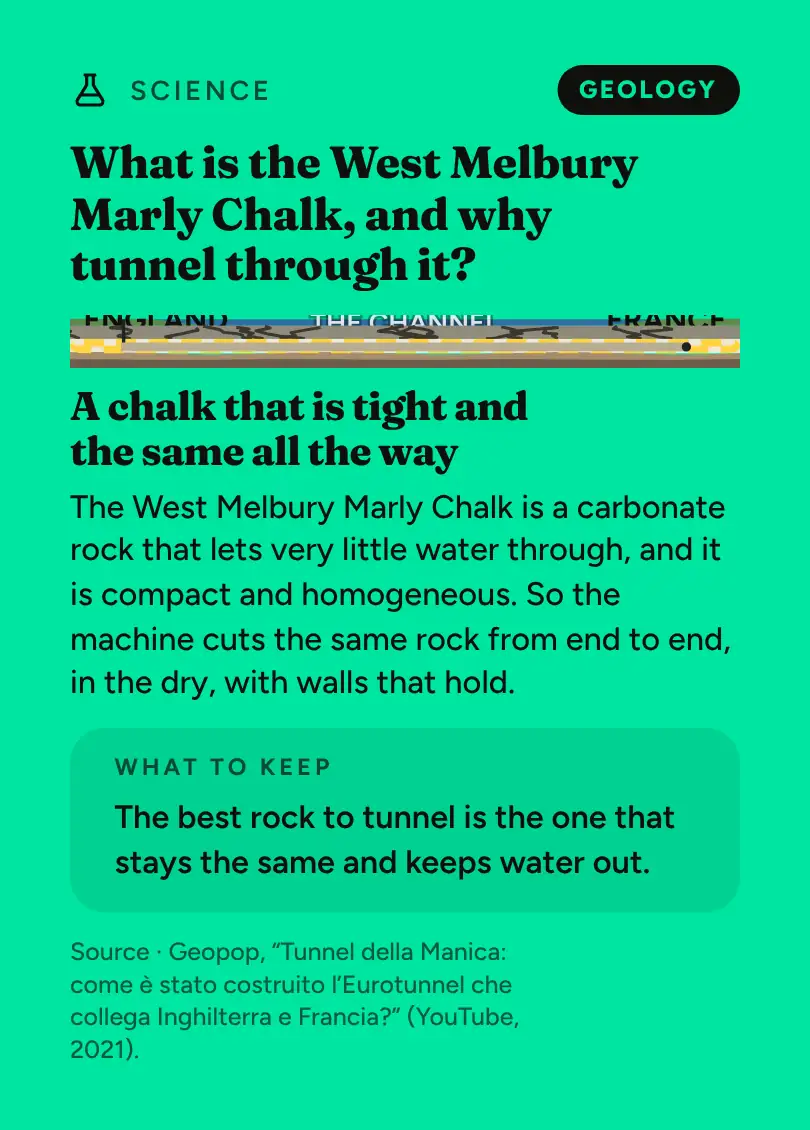 SCIENCE
GEOLOGY
What is the West Melbury
Marly Chalk, and why
tunnel through it?
ENGLAND THE CHANNEL FRANCE
A chalk that is tight and
the same all the way
The West Melbury Marly Chalk is a carbonate
rock that lets very little water through, and it
is compact and homogeneous. So the
machine cuts the same rock from end to end,
in the dry, with walls that hold.
WHAT TO KEEP
The best rock to tunnel is the one that
stays the same and keeps water out.
Source · Geopop, “Tunnel della Manica:
come è stato costruito l’Eurotunnel che
collega Inghilterra e Francia?” (YouTube,
2021).